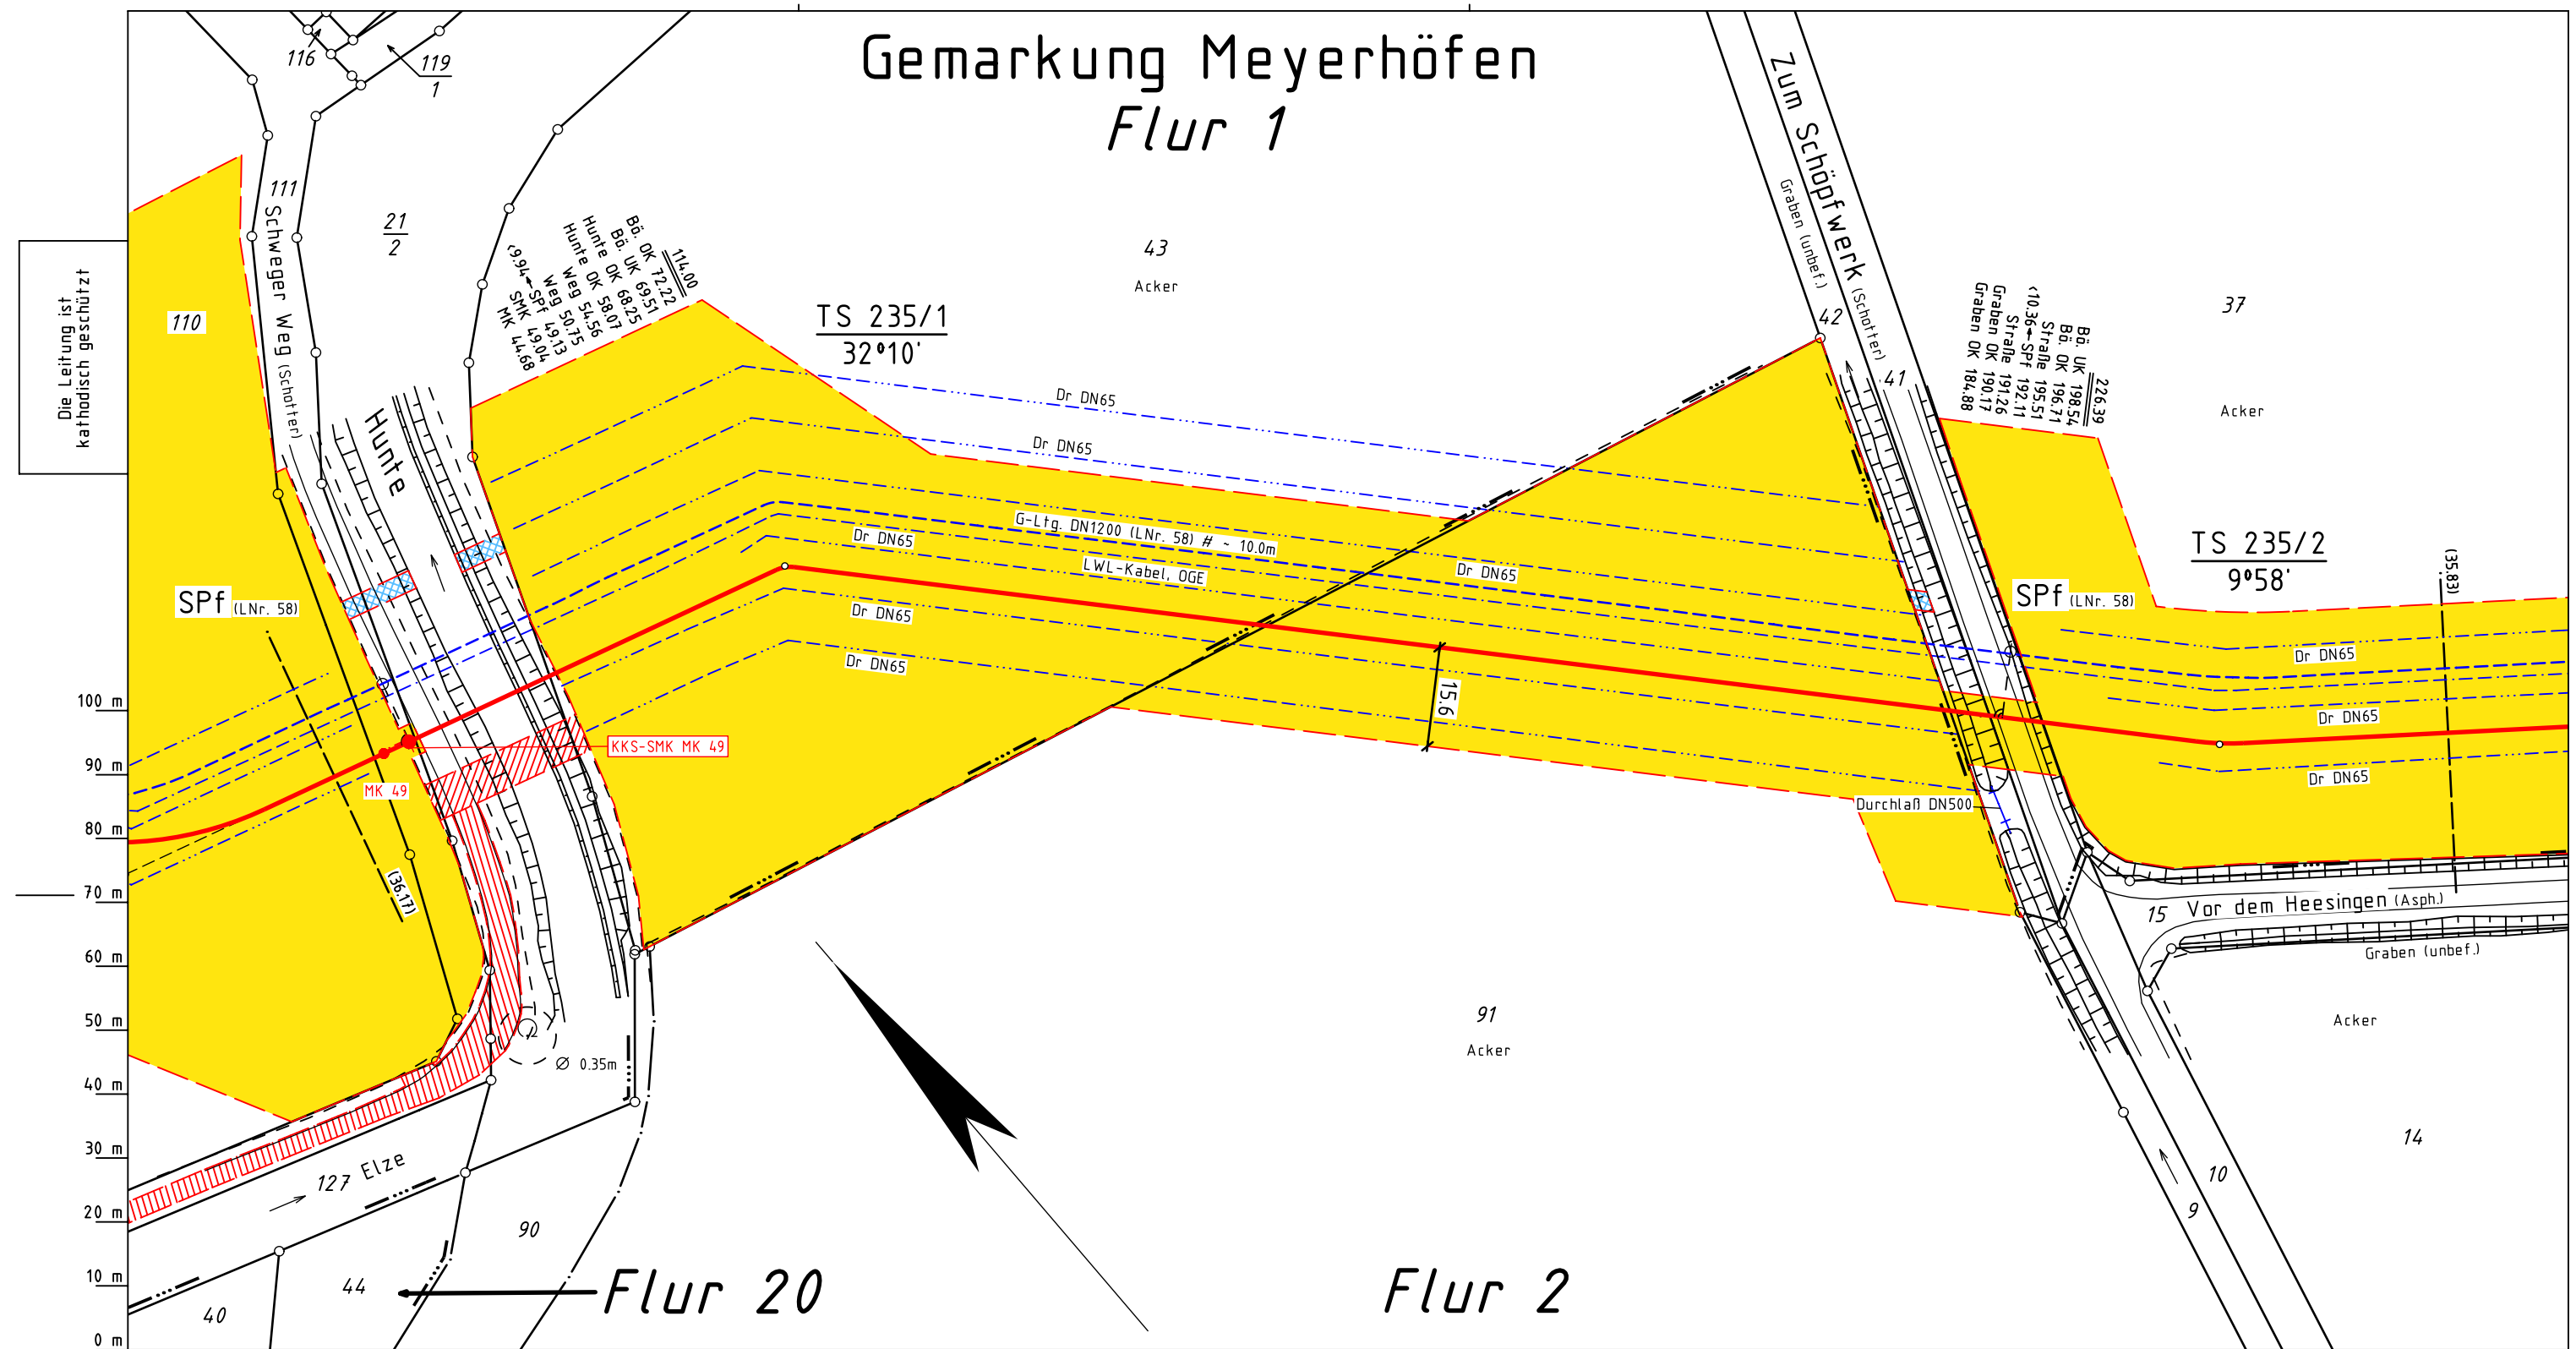 Gemarkung Meyerhöfen
Flur 1
116
119
1
111
Schweger Weg (Schotter)
21
2
110
Die Leitung ist
kathodisch geschützt
Hunte
114.00
Bö. OK 72.22
Bö. UK 69.51
Hunte OK 68.25
Hunte OK 58.07
Weg 54.56
Weg 50.75
<9.94 SPf 49.13
SMK 49.04
MK 44.68
TS 235/1
32°10'
43
Acker
Zum Schöpfwerk (Schotter)
Graben (unbef.)
42
41
226.39
Bö. UK 198.54
Bö. OK 196.71
Straße 195.51
<10.36 SPf 192.11
Straße 191.26
Graben OK 190.17
Graben OK 184.88
37
Acker
Dr DN65
Dr DN65
G-Ltg. DN1200 (LNr. 58) # ~ 10.0m
Dr DN65
LWL-Kabel, OGE
Dr DN65
Dr DN65
Dr DN65
SPf (LNr. 58)
SPf (LNr. 58)
TS 235/2
9°58'
(35.83)
Dr DN65
Dr DN65
Dr DN65
15.6
KKS-SMK MK 49
MK 49
(36.17)
Durchlaß DN500
15
Vor dem Heesingen (Asph.)
Graben (unbef.)
Acker
91
Acker
Ø 0.35m
127
Elze
90
44
40
Flur 20
Flur 2
14
10
9
100 m
90 m
80 m
70 m
60 m
50 m
40 m
30 m
20 m
10 m
0 m